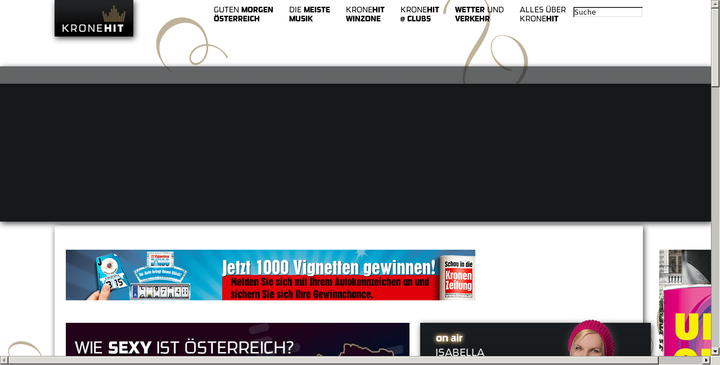 KRONEHIT
GUTEN MORGEN
ÖSTERREICH
DIE MEISTE
MUSIK
KRONEHIT
WINZONE
KRONEHIT
@ CLUBS
WETTER UND
VERKEHR
ALLES ÜBER
KRONEHIT
Suche
Jetzt 1000 Vignetten gewinnen!
Melden Sie sich mit Ihrem Autokennzeichen an und
sichern Sie sich Ihre Gewinnchance.
Schau in die
Kronen
Zeitung
WIE SEXY IST ÖSTERREICH?
on air
ISABELLA